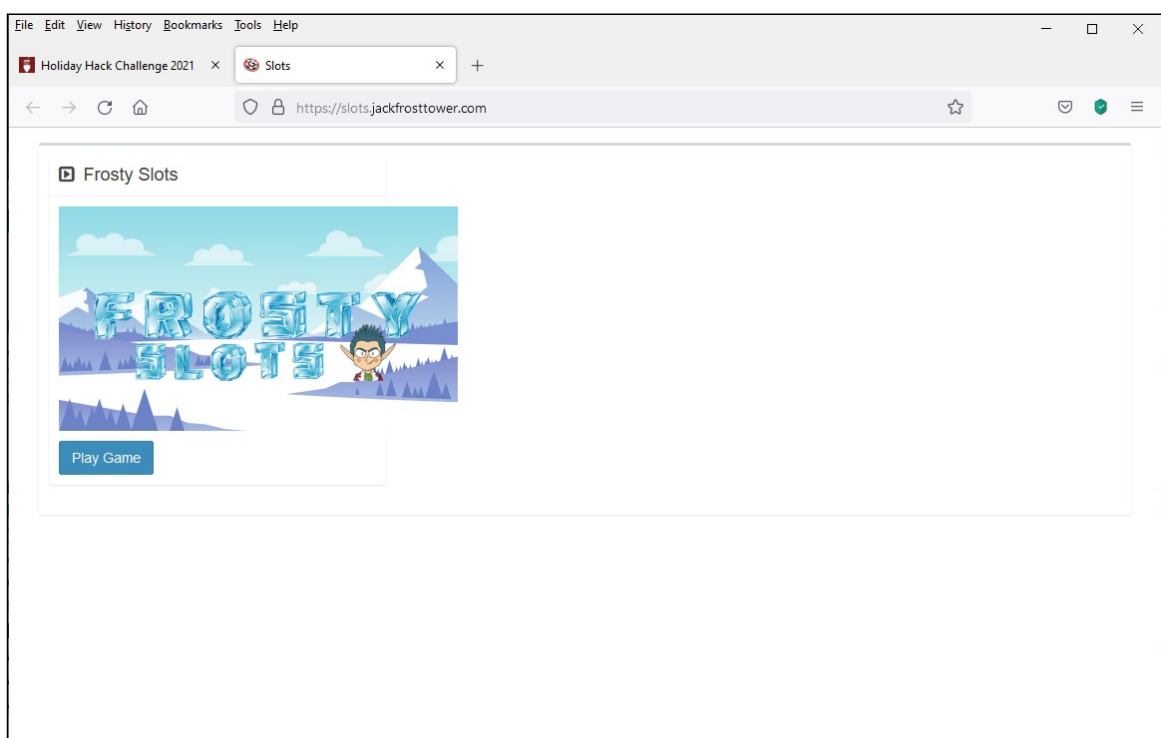 File Edit View History Bookmarks Tools Help
Holiday Hack Challenge 2021 Slots
https://slots.jackfrosttower.com
Frosty Slots
FROSTY
SLOTS
Play Game